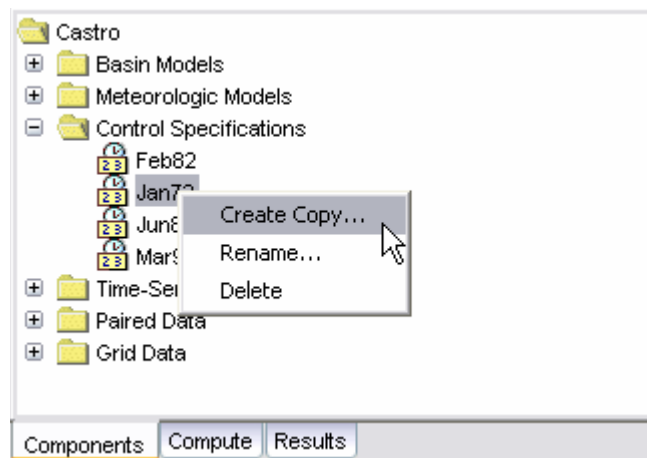 Castro
Basin Models
Meteorologic Models
Control Specifications
Feb82
Create Copy...
Rename...
Delete
Paired Data
Grid Data
Components Compute Results